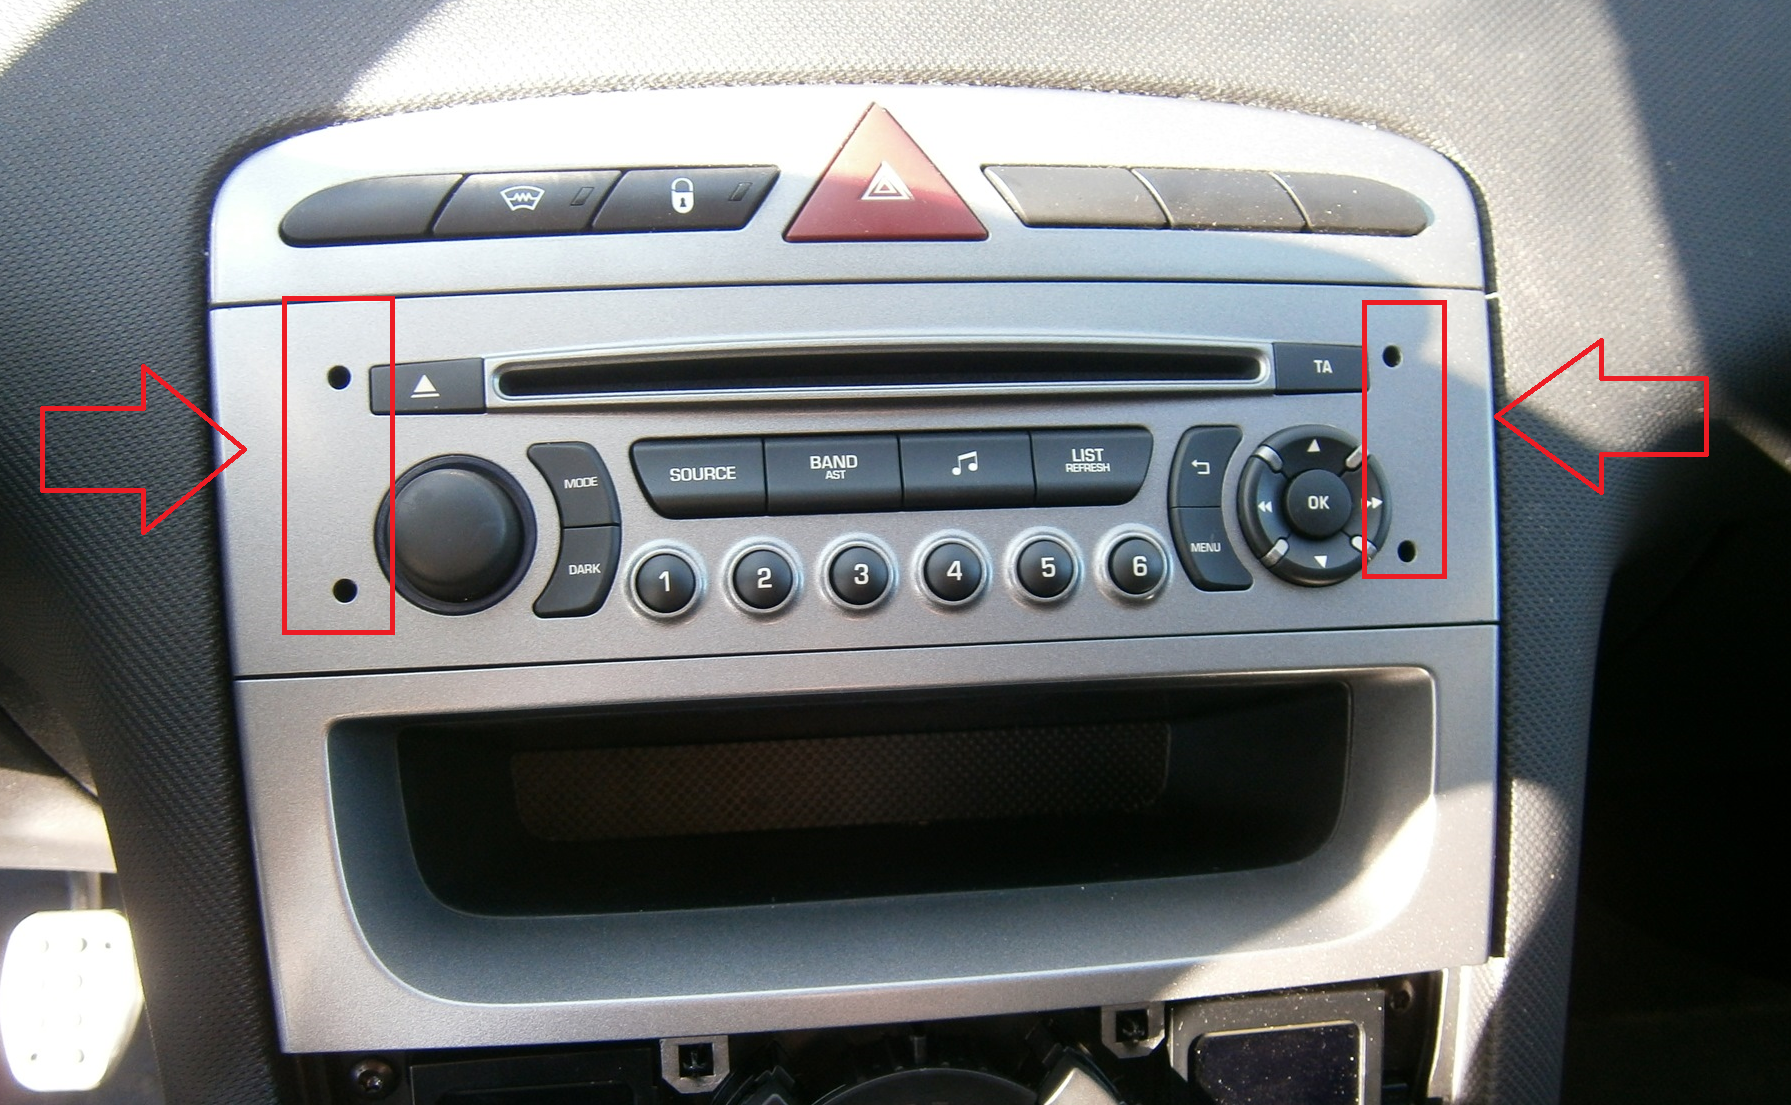 TA
SOURCE
BAND
AST
LIST
REFRESH
MODE
DARK
MENU
OK
1
2
3
4
5
6